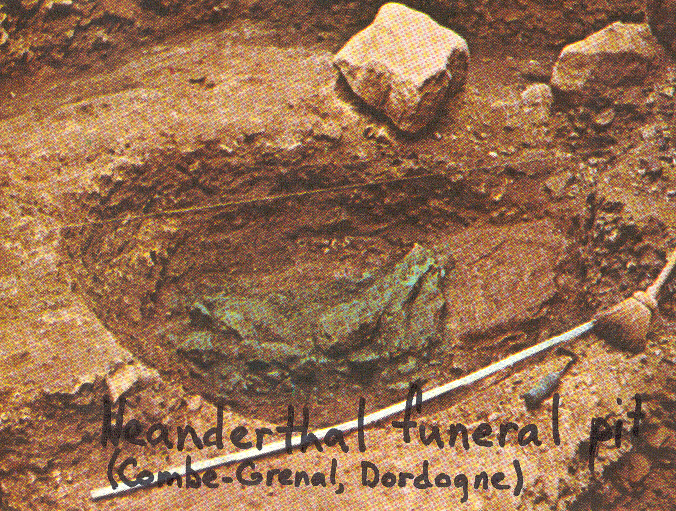 Neanderthal funeral pit
(Combe-Grenal, Dordogne)